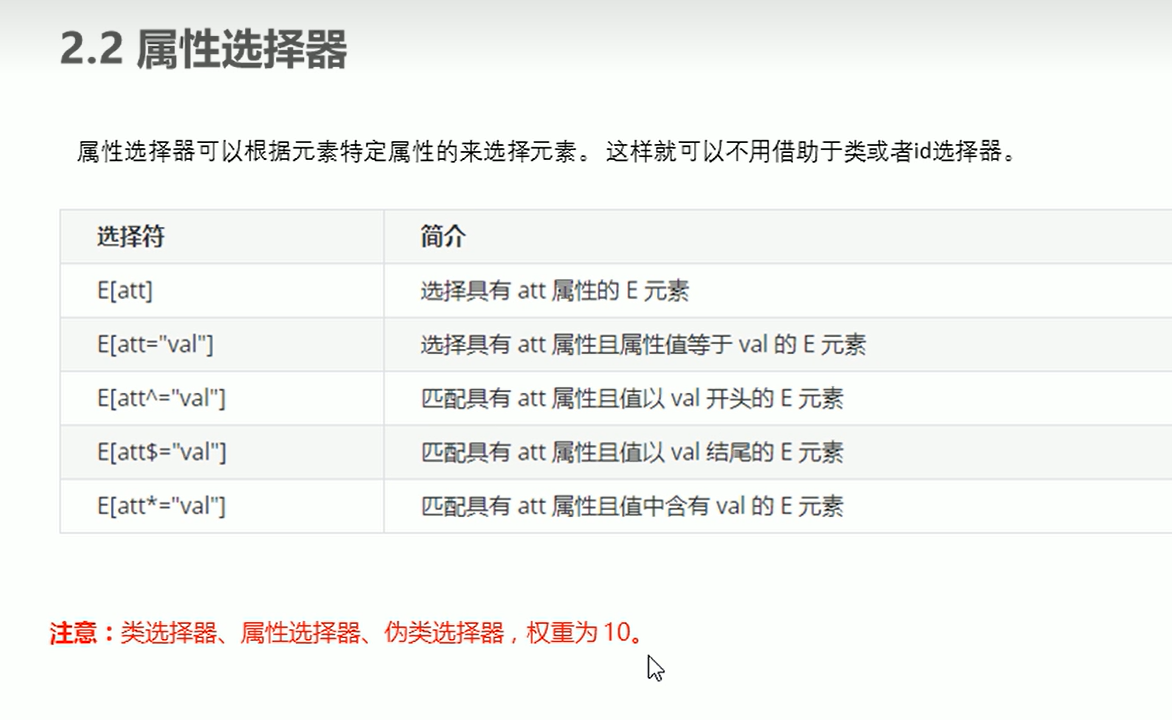 2.2 属性选择器
属性选择器可以根据元素特定属性的来选择元素。 这样就可以不用借助于类或者id选择器。
选择符 简介
E[att] 选择具有 att 属性的 E 元素
E[att="val"] 选择具有 att 属性且属性值等于 val 的 E 元素
E[att^="val"] 匹配具有 att 属性且值以 val 开头的 E 元素
E[att$="val"] 匹配具有 att 属性且值以 val 结尾的 E 元素
E[att*="val"] 匹配具有 att 属性且值中含有 val 的 E 元素
注意：类选择器、属性选择器、伪类选择器，权重为 10。